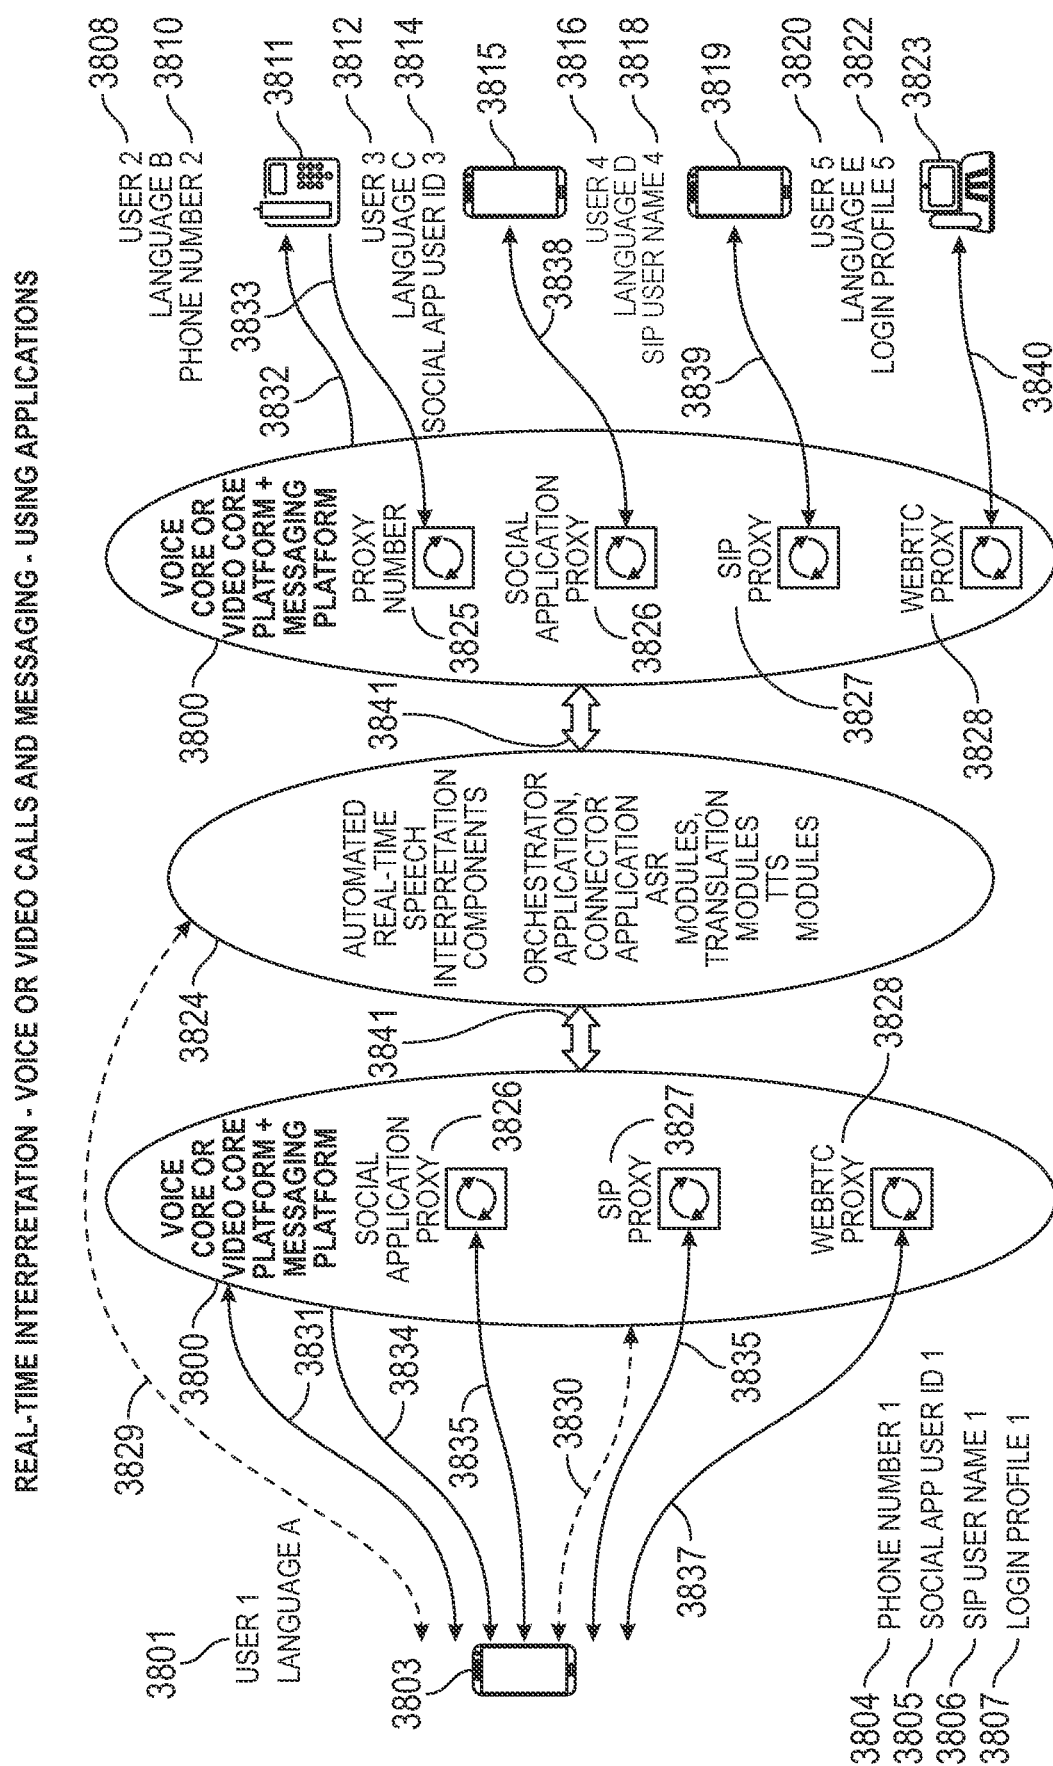 REAL-TIME INTERPRETATION - VOICE OR VIDEO CALLS AND MESSAGING - USING APPLICATIONS
3801
USER 1
LANGUAGE A
3803
3804
PHONE NUMBER 1
3805
SOCIAL APP USER ID 1
3806
SIP USER NAME 1
3807
LOGIN PROFILE 1
3829
3800
3831
3834
3835
3830
3835
3837
VOICE
CORE OR
VIDEO CORE
PLATFORM +
MESSAGING
PLATFORM
SOCIAL
APPLICATION
PROXY
3826
SIP
PROXY
3827
WEBRTC
PROXY
3828
3841
3824
AUTOMATED
REAL-TIME
SPEECH
INTERPRETATION
COMPONENTS
ORCHESTRATOR
APPLICATION,
CONNECTOR
APPLICATION
ASR
MODULES,
TRANSLATION
MODULES
TTS
MODULES
3841
3800
VOICE
CORE OR
VIDEO CORE
PLATFORM +
MESSAGING
PLATFORM
PROXY
NUMBER
3825
SOCIAL
APPLICATION
PROXY
3826
SIP
PROXY
3827
WEBRTC
PROXY
3828
3832
3833
3838
3839
3840
USER 2
3808
LANGUAGE B
PHONE NUMBER 2
3810
3811
USER 3
3812
LANGUAGE C
SOCIAL APP USER ID 3
3814
3815
USER 4
3816
LANGUAGE D
SIP USER NAME 4
3818
3819
USER 5
3820
LANGUAGE E
LOGIN PROFILE 5
3822
3823